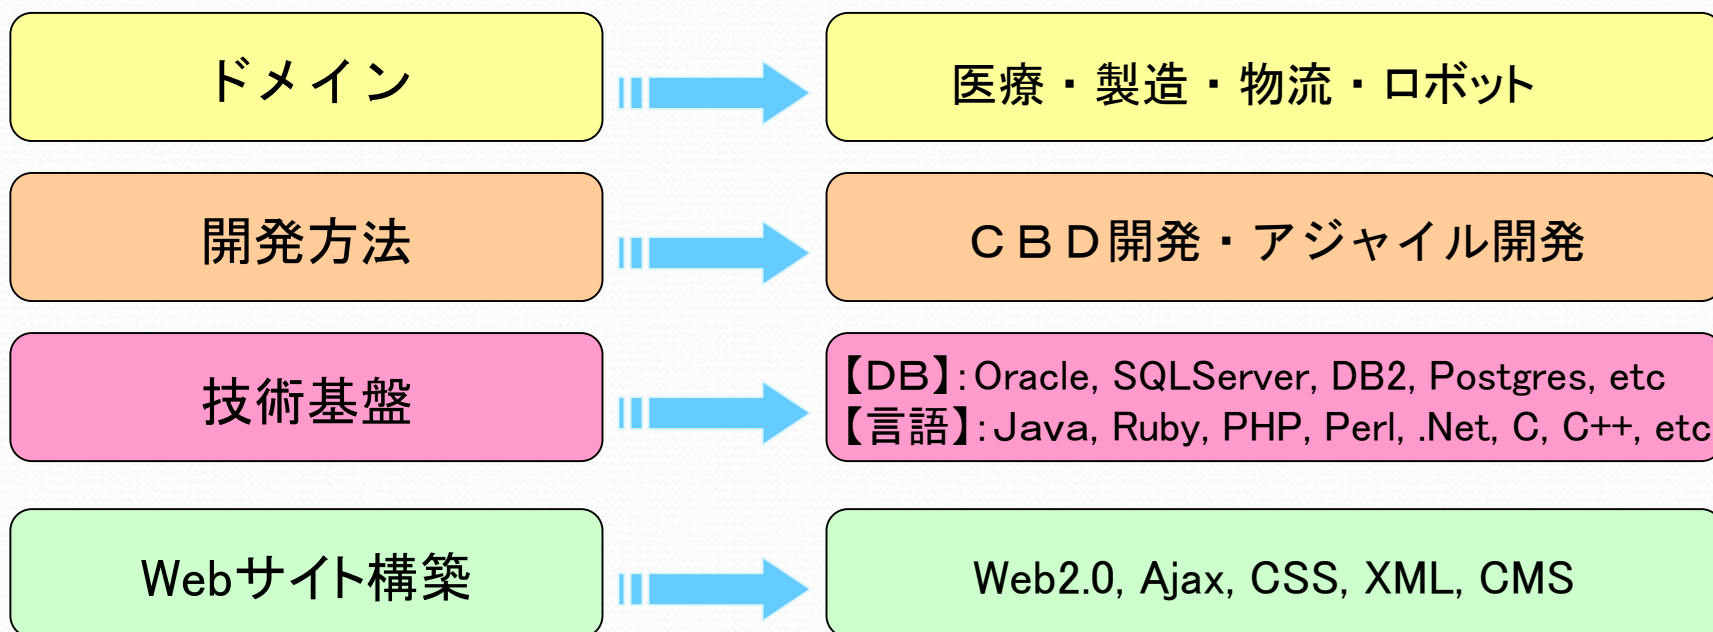 ドメイン
医療・製造・物流・ロボット
開発方法
ＣＢＤ開発・アジャイル開発
技術基盤
【DB】:Oracle, SQLServer, DB2, Postgres, etc
【言語】:Java, Ruby, PHP, Perl, .Net, C, C++, etc
Webサイト構築
Web2.0, Ajax, CSS, XML, CMS